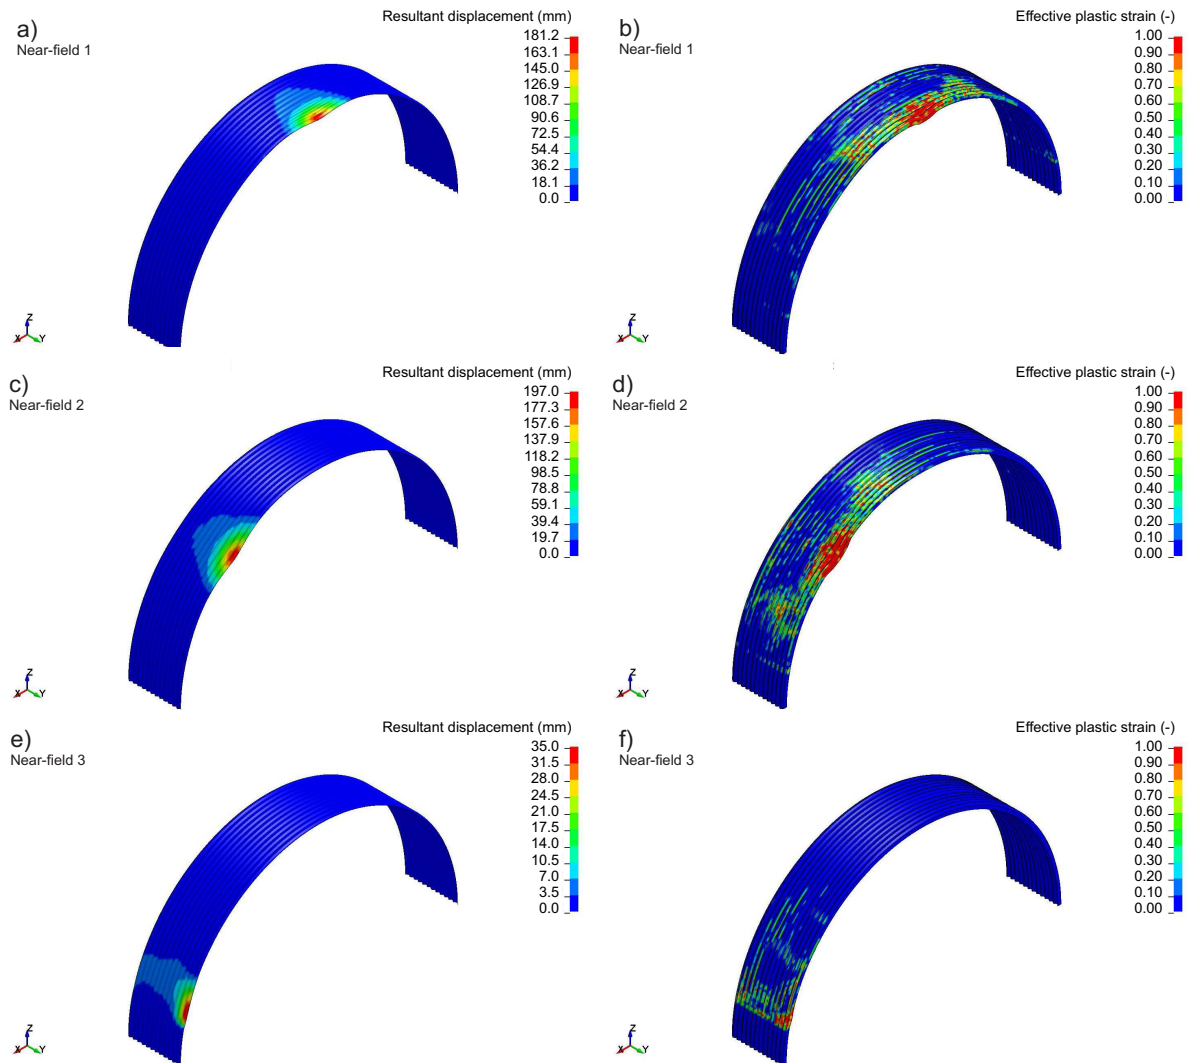 a)
Near-field 1
Resultant displacement (mm)
181.2
163.1
145.0
126.9
108.7
90.6
72.5
54.4
36.2
18.1
0.0
Z
X
Y
b)
Near-field 1
Effective plastic strain (-)
1.00
0.90
0.80
0.70
0.60
0.50
0.40
0.30
0.20
0.10
0.00
Z
X
Y
c)
Near-field 2
Resultant displacement (mm)
197.0
177.3
157.6
137.9
118.2
98.5
78.8
59.1
39.4
19.7
0.0
Z
X
Y
d)
Near-field 2
Effective plastic strain (-)
1.00
0.90
0.80
0.70
0.60
0.50
0.40
0.30
0.20
0.10
0.00
Z
X
Y
e)
Near-field 3
Resultant displacement (mm)
35.0
31.5
28.0
24.5
21.0
17.5
14.0
10.5
7.0
3.5
0.0
Z
X
Y
f)
Near-field 3
Effective plastic strain (-)
1.00
0.90
0.80
0.70
0.60
0.50
0.40
0.30
0.20
0.10
0.00
Z
X
Y